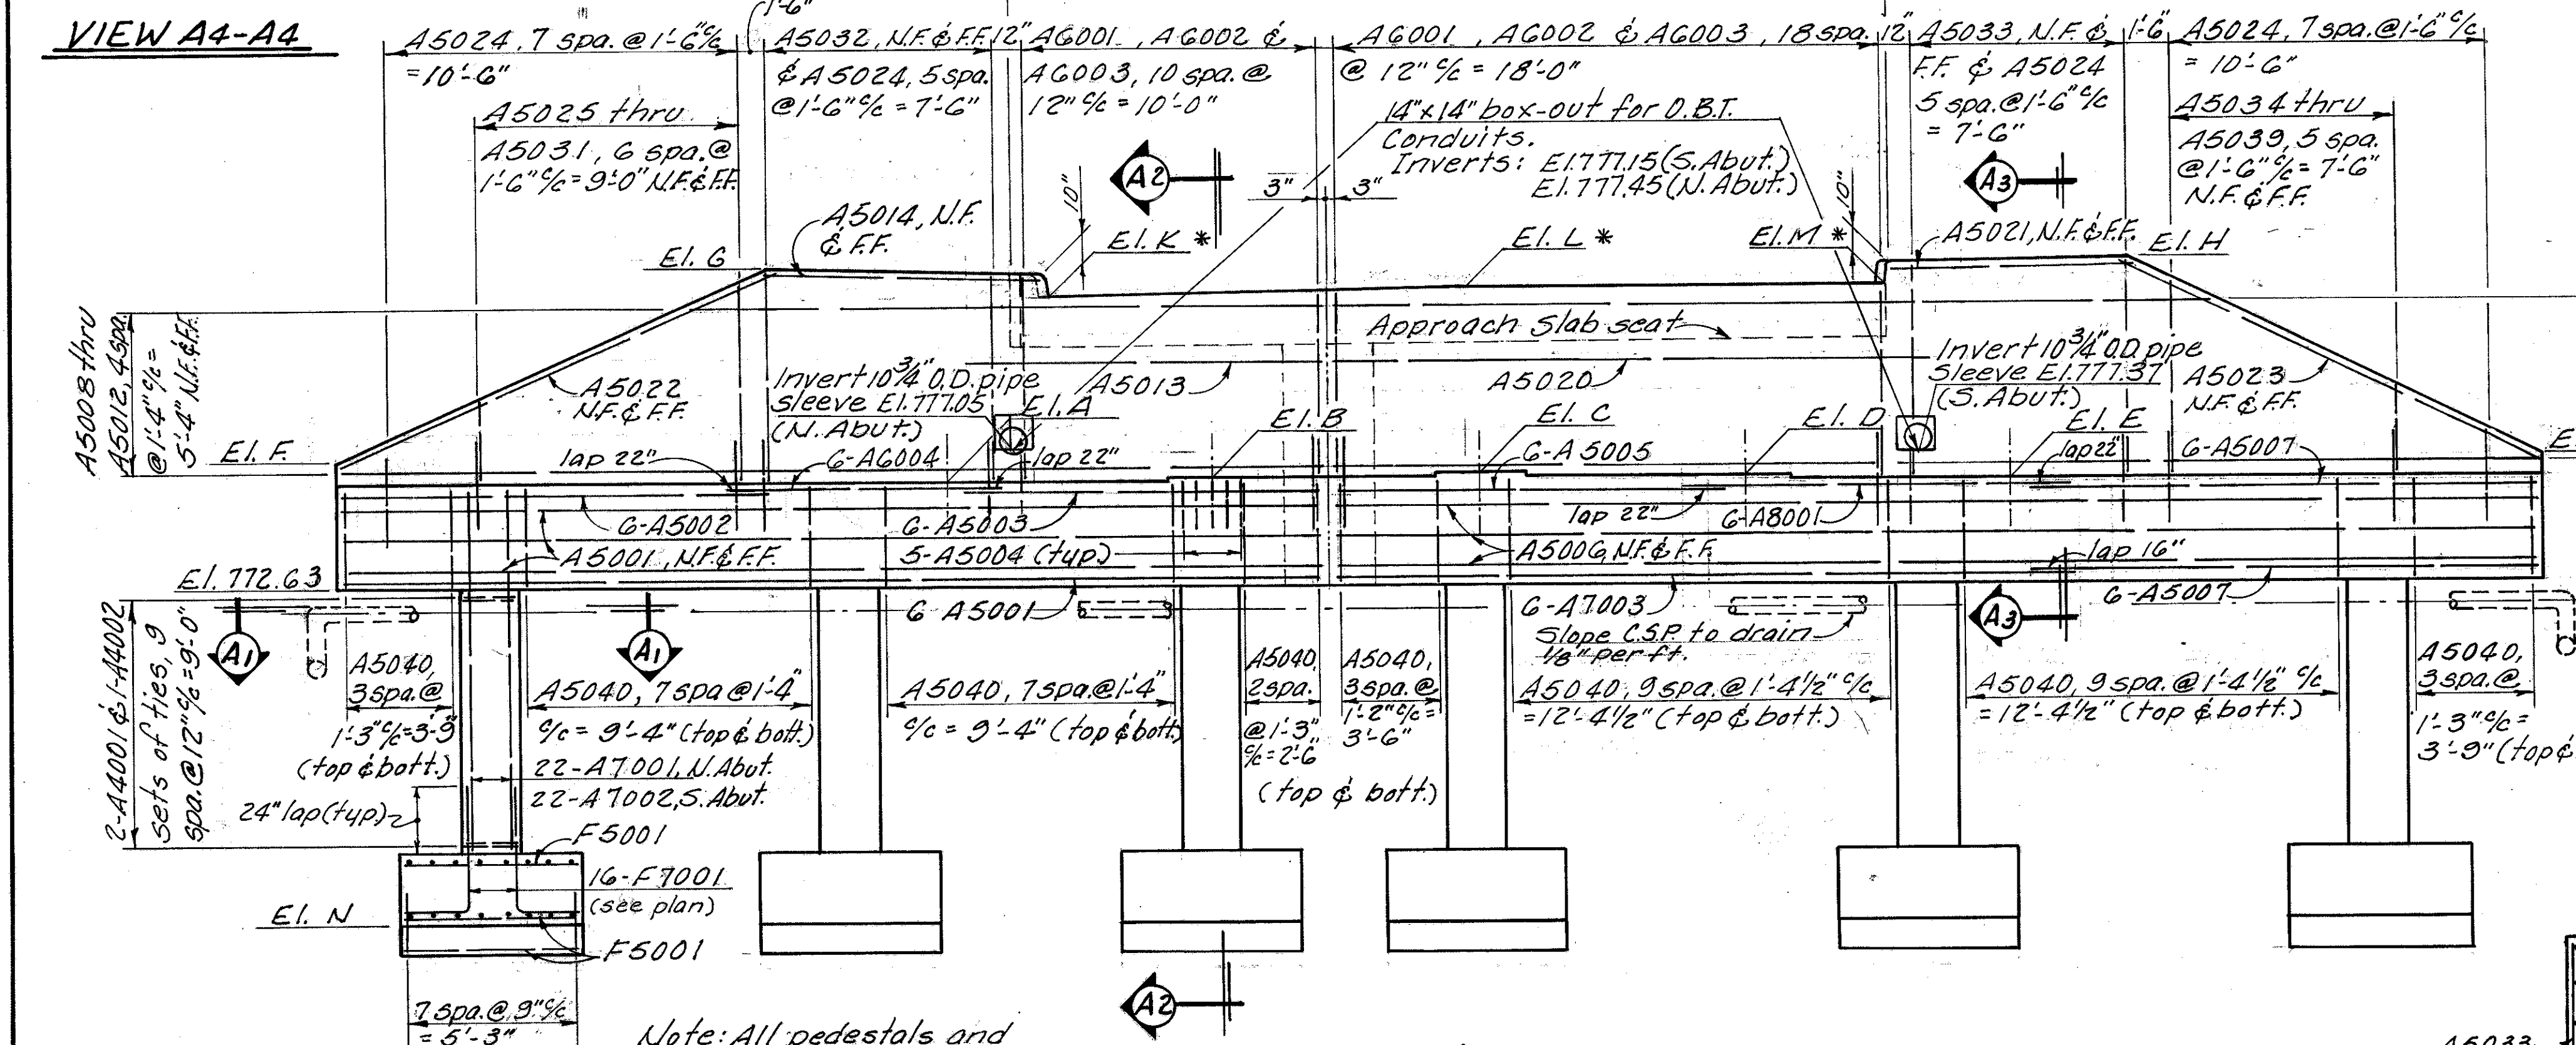 VIEW A4-A4
1'-6"
A5024, 7 spa. @ 1'-6" c/c
= 10'-6"
A5025 thru
A5031, 6 spa. @
1'-6" c/c = 9'-0" N.F. & F.F.
A5032, N.F. & F.F.
& A5024, 5 spa.
@ 1'-6" c/c = 7'-6"
12"
A6001, A6002 &
A6003, 10 spa. @
12" c/c = 10'-0"
A6001, A6002 & A6003, 18 spa.
@ 12" c/c = 18'-0"
12"
A5033, N.F. &
F.F. & A5024
5 spa. @ 1'-6" c/c
= 7'-6"
1'-6"
A5024, 7 spa. @ 1'-6" c/c
= 10'-6"
A5034 thru
A5039, 5 spa.
@ 1'-6" c/c = 7'-6"
N.F. & F.F.
14" x 14" box-out for O.B.T.
Conduits.
Inverts: El. 777.15 (S. Abut.)
El. 777.45 (N. Abut.)
A2
A3
3"
3"
10"
10"
A5014, N.F.
& F.F.
El. G
El. K *
El. L *
El. M *
A5021, N.F. & F.F.
El. H
A5008 thru
A5012, 4 spa.
@ 1'-4" c/c =
5'-4" N.F. & F.F.
Approach slab seat
A5022
N.F. & F.F.
Invert 10 3/4" O.D. pipe
sleeve El. 777.05
(N. Abut.)
A5013
A5020
Invert 10 3/4" O.D. pipe
sleeve El. 777.37
(S. Abut.)
A5023
N.F. & F.F.
El. F
El. A
El. B
El. C
El. D
El. E
E
lap 22"
6-A6004
lap 22"
6-A5005
lap 22"
6-A5007
6-A5002
6-A5003
lap 22"
6-A8001
A5001, N.F. & F.F.
5-A5004 (typ)
A5006, N.F. & F.F.
lap 16"
El. 772.63
6 A5001
6-A7003
6-A5007
Slope C.S.P. to drain
1/8" per ft.
A1
A1
A3
2-A4001 & 1-A4002
sets of ties, 9
spa. @ 12" c/c = 9'-0"
A5040,
3 spa. @
1'-3" c/c = 3'-9"
(top & bott.)
A5040, 7 spa @ 1'-4"
c/c = 9'-4" (top & bott.)
A5040, 7 spa. @ 1'-4"
c/c = 9'-4" (top & bott.)
A5040,
2 spa.
@ 1'-3"
c/c = 2'-6"
A5040,
3 spa. @
1'-2" c/c =
3'-6"
(top & bott.)
A5040, 9 spa. @ 1'-4 1/2" c/c
= 12'-4 1/2" (top & bott.)
A5040, 9 spa. @ 1'-4 1/2" c/c
= 12'-4 1/2" (top & bott.)
A5040,
3 spa. @
1'-3" c/c =
3'-9" (top &
22-A7001, N. Abut.
22-A7002, S. Abut.
24" lap (typ)
F5001
16-F7001
(see plan)
El. N
F5001
A2
7 spa. @ 9" c/c
= 5'-3"
Note: All pedestals and
A5033